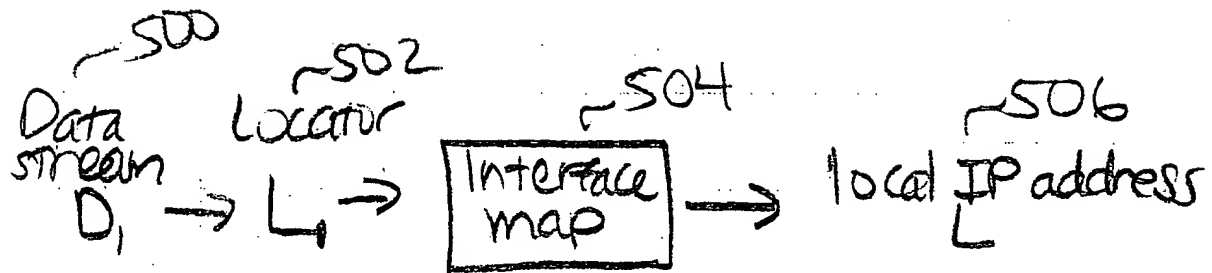 500
502
504
506
Data
stream
Locator
Interface
map
local IP address
D₁ → L₁ →
→
L